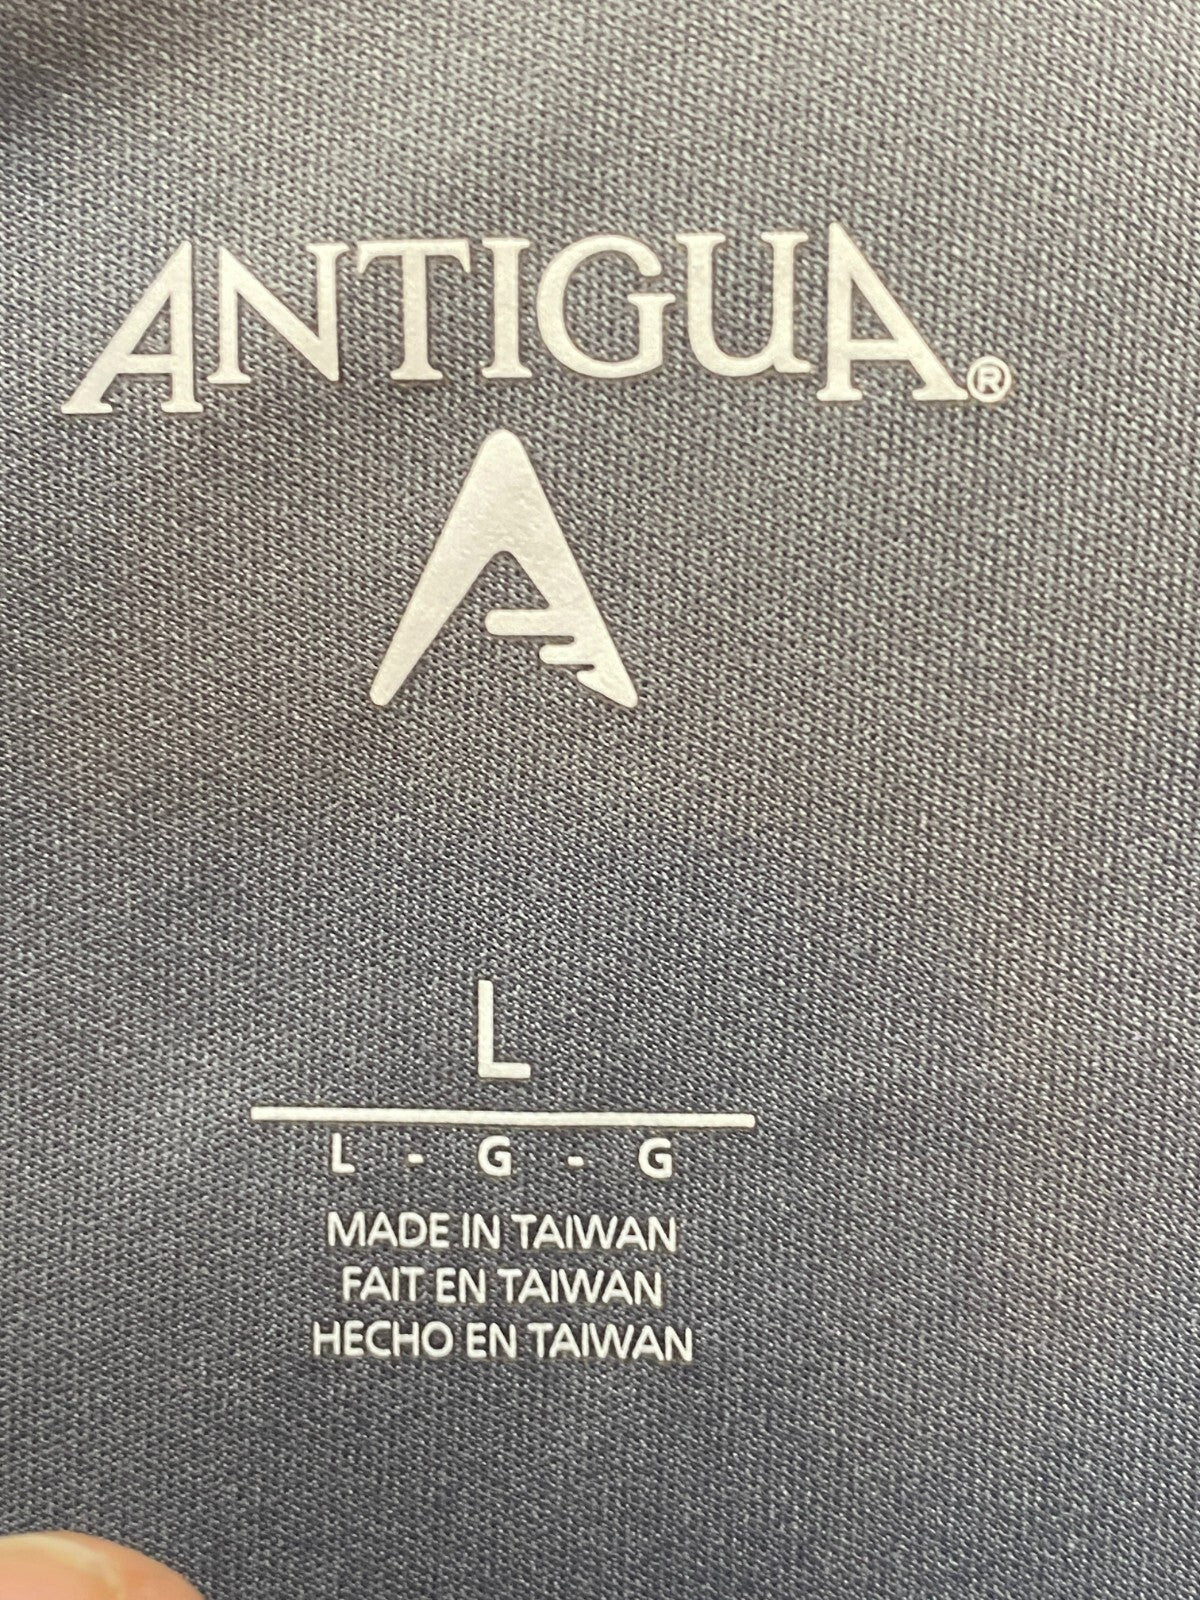 ANTIGUA®
L
L - G - G
MADE IN TAIWAN
FAIT EN TAIWAN
HECHO EN TAIWAN